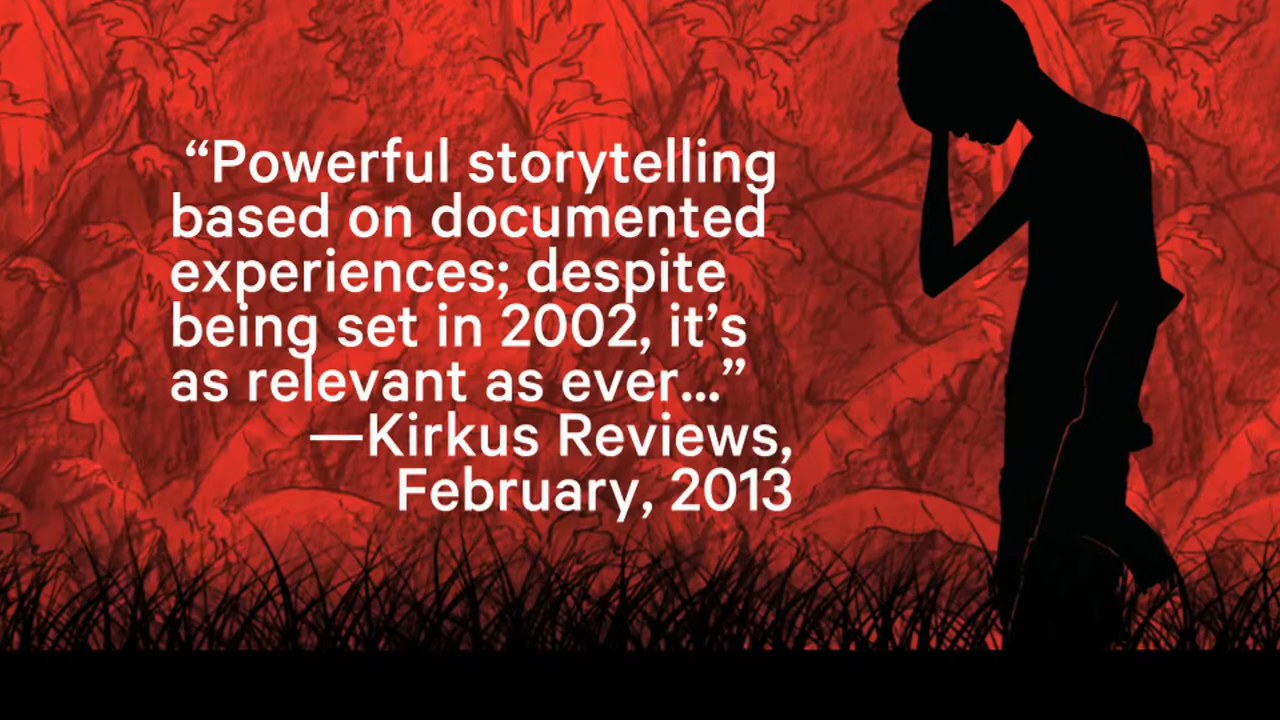 “Powerful storytelling
based on documented
experiences; despite
being set in 2002, it’s
as relevant as ever...”
—Kirkus Reviews,
February, 2013